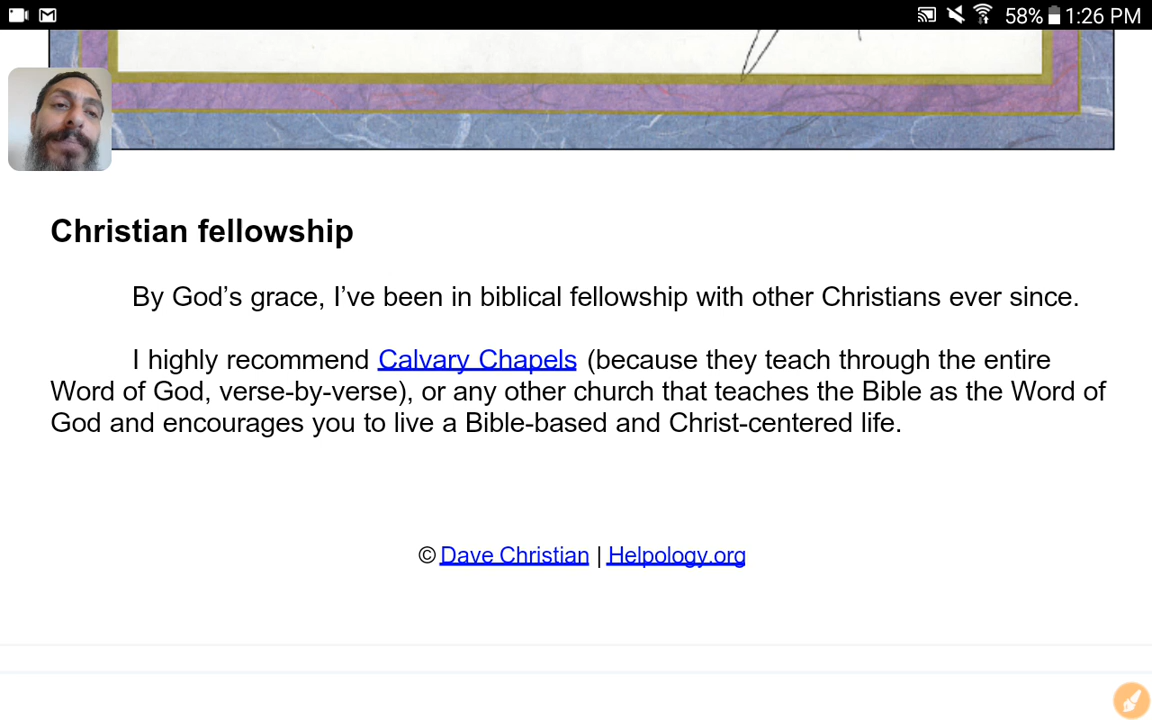 58% 1:26 PM
Christian fellowship
By God’s grace, I’ve been in biblical fellowship with other Christians ever since.
I highly recommend Calvary Chapels (because they teach through the entire
Word of God, verse-by-verse), or any other church that teaches the Bible as the Word of
God and encourages you to live a Bible-based and Christ-centered life.
© Dave Christian | Helpology.org